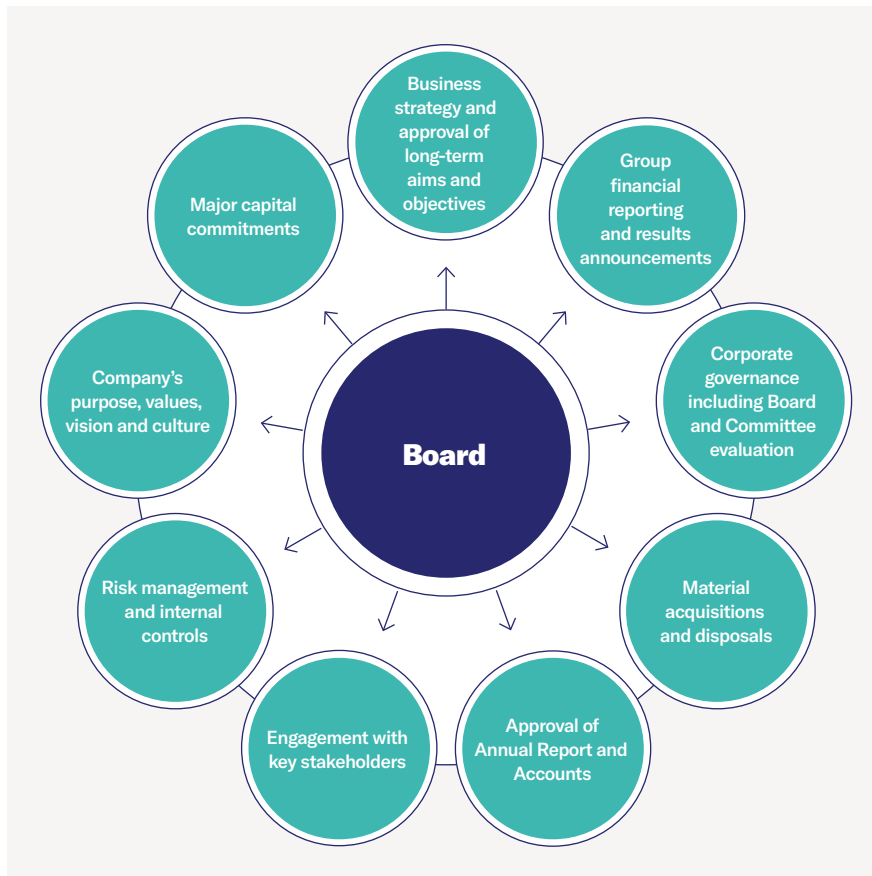 Business
strategy and
approval of
long-term
aims and
objectives
Group
financial
reporting
and results
announcements
Corporate
governance
including Board
and Committee
evaluation
Material
acquisitions
and disposals
Approval of
Annual Report and
Accounts
Engagement with
key stakeholders
Risk management
and internal
controls
Company’s
purpose, values,
vision and culture
Major capital
commitments
Board